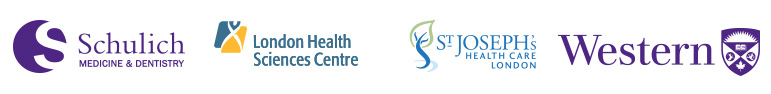 Schulich
MEDICINE & DENTISTRY
London Health
Sciences Centre
ST JOSEPH'S
HEALTH CARE
LONDON
Western